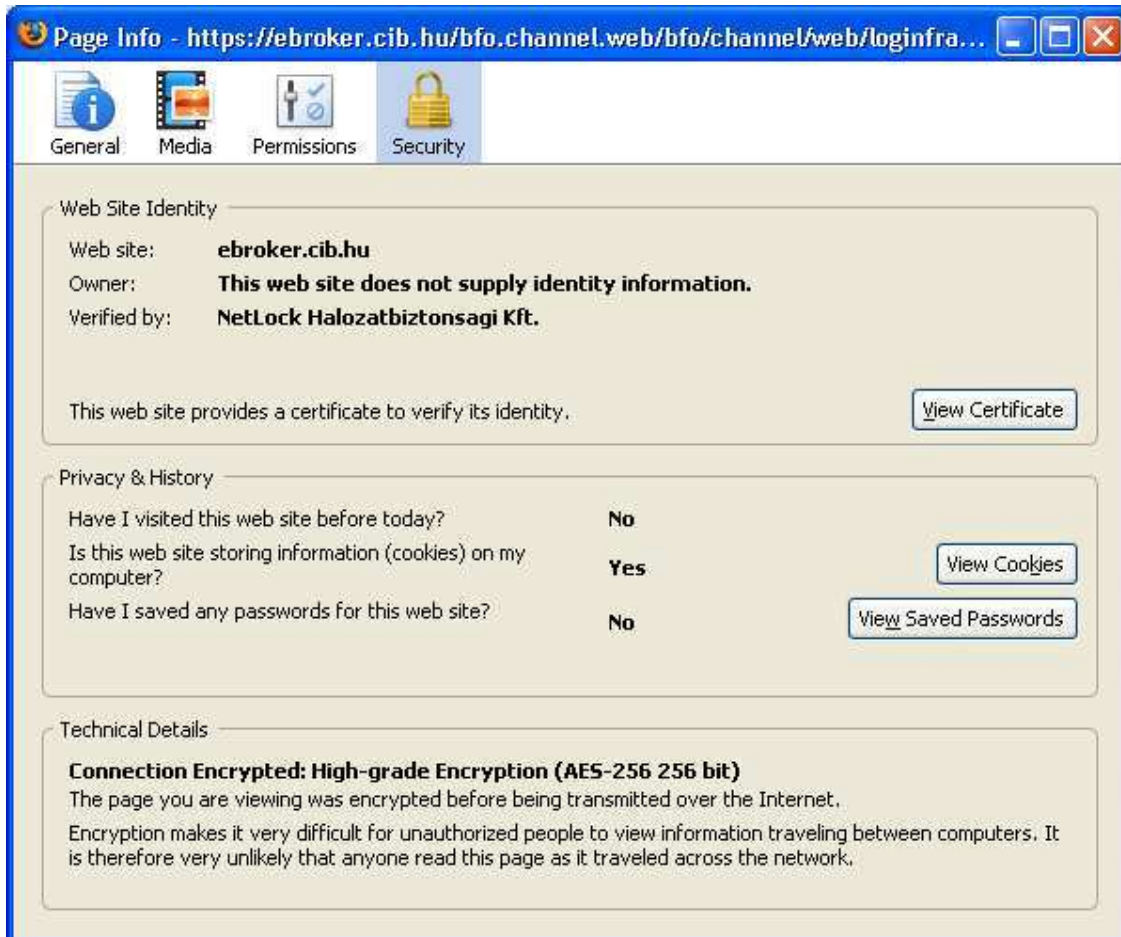 Page Info - https://ebroker.cib.hu/bfo.channel.web/bfo/channel/web/loginfra...
General Media Permissions Security
Web Site Identity
Web site: ebroker.cib.hu
Owner: This web site does not supply identity information.
Verified by: NetLock Halozatbiztonsagi Kft.
This web site provides a certificate to verify its identity. View Certificate
Privacy & History
Have I visited this web site before today? No
Is this web site storing information (cookies) on my
computer? Yes View Cookies
Have I saved any passwords for this web site? No View Saved Passwords
Technical Details
Connection Encrypted: High-grade Encryption (AES-256 256 bit)
The page you are viewing was encrypted before being transmitted over the Internet.
Encryption makes it very difficult for unauthorized people to view information traveling between computers. It
is therefore very unlikely that anyone read this page as it traveled across the network.